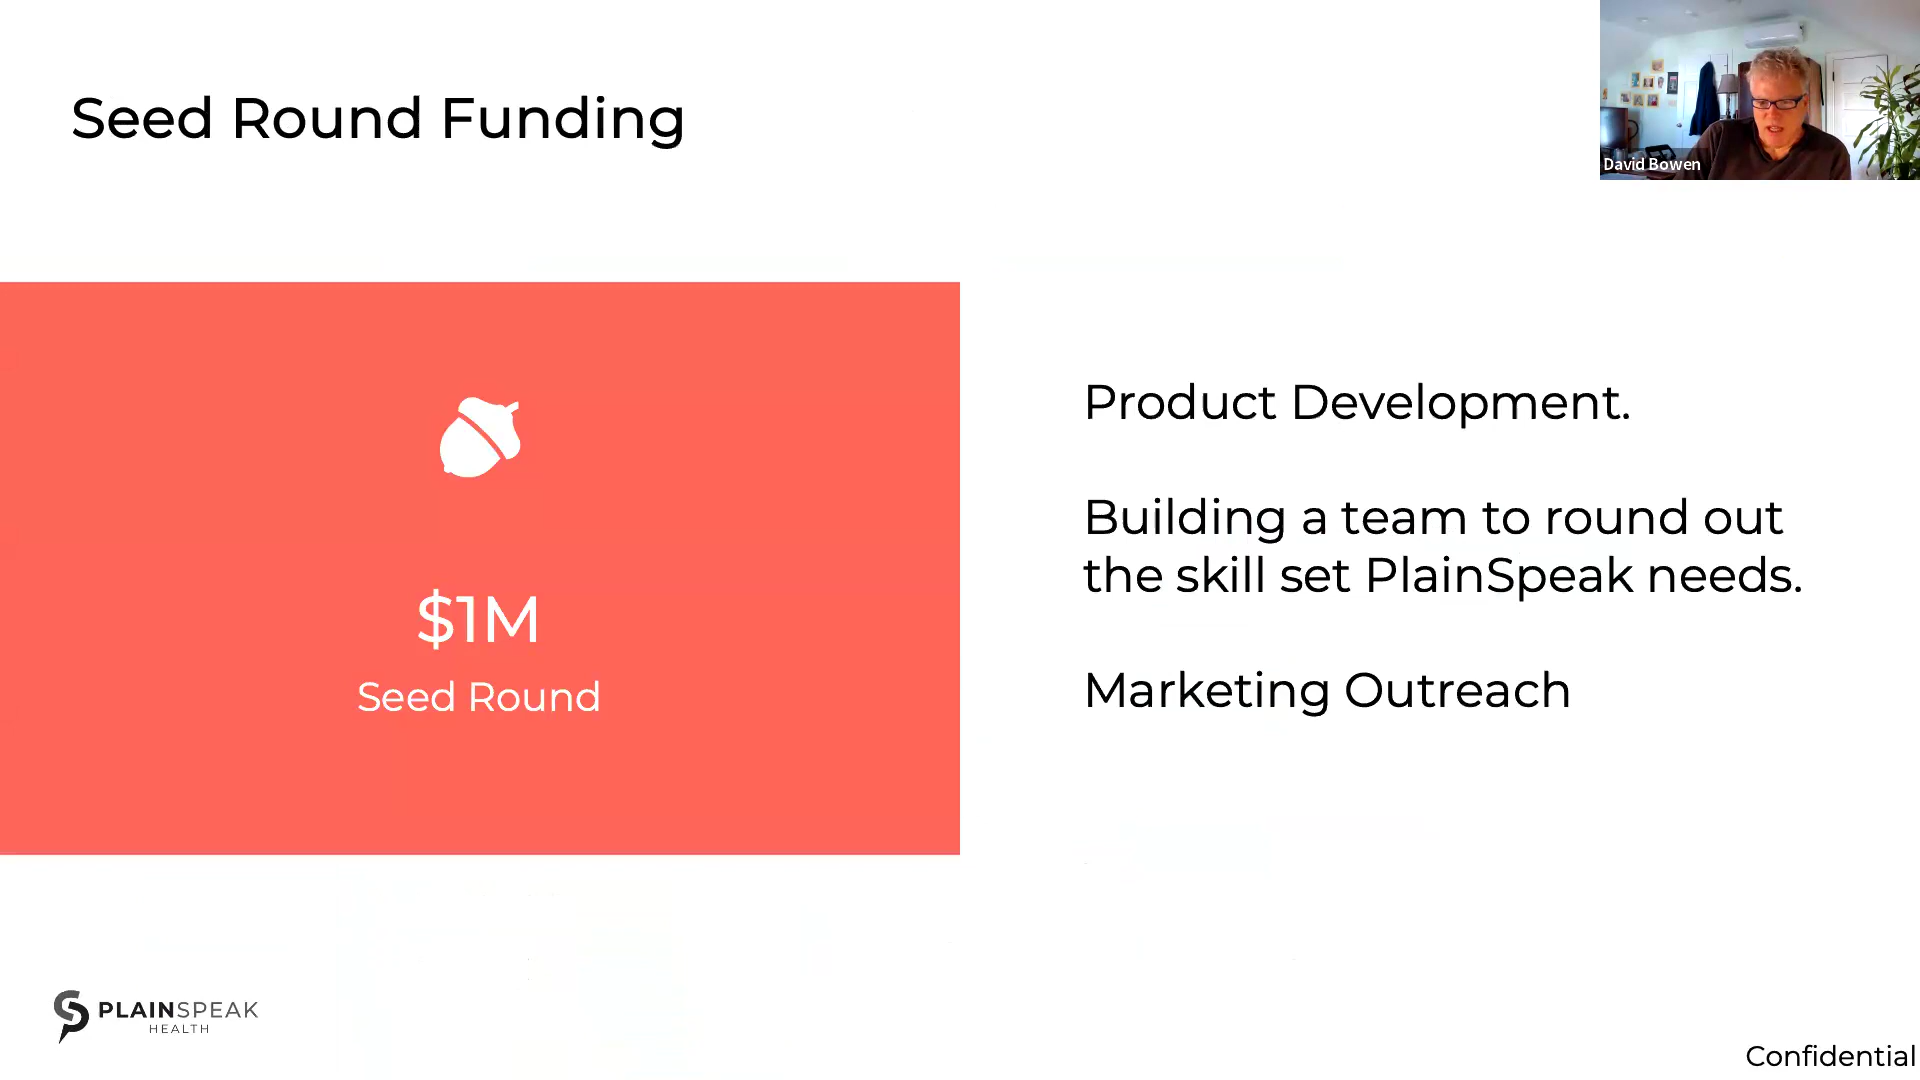 Seed Round Funding
David Bowen
$1M
Seed Round
Product Development.
Building a team to round out
the skill set PlainSpeak needs.
Marketing Outreach
PLAINSPEAK
HEALTH
Confidential